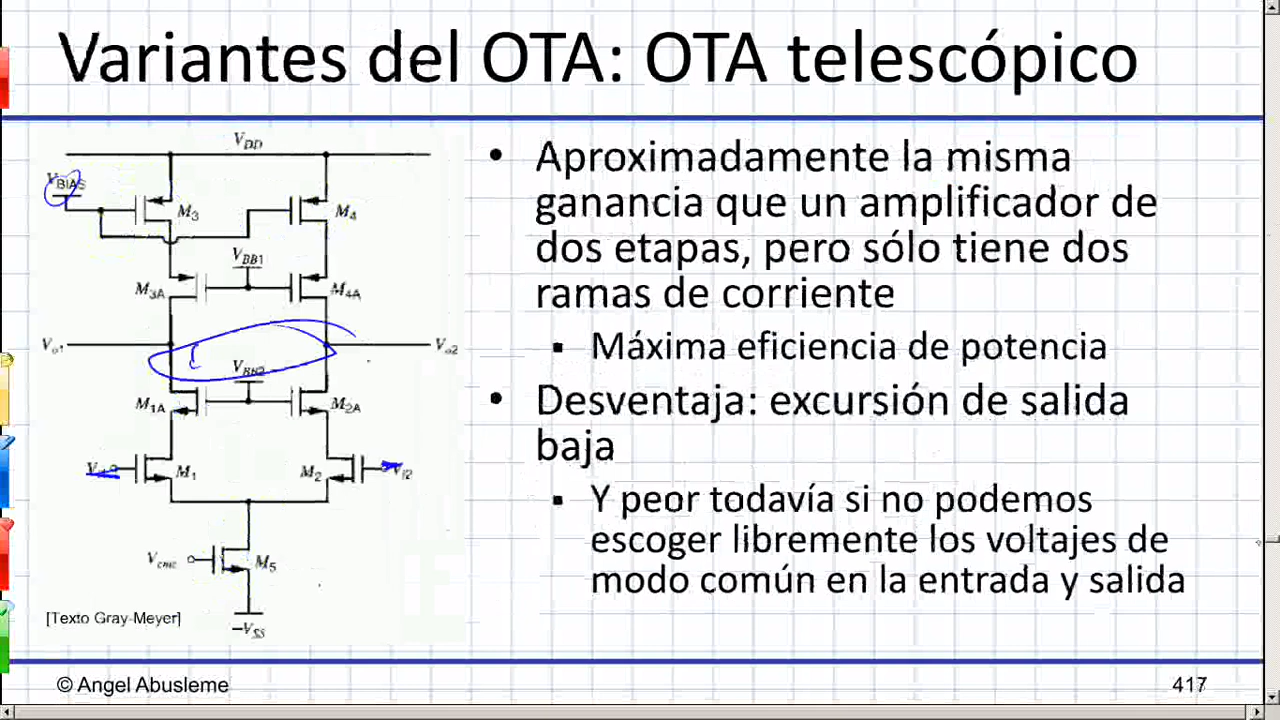 Variantes del OTA: OTA telescópico
V_DD
V_BIAS
M_3
M_4
V_BB1
M_3A
M_4A
V_o1
V_o2
V_BB2
M_1A
M_2A
M_1
M_2
V_i2
V_cmc
M_5
−V_SS
[Texto Gray-Meyer]
• Aproximadamente la misma
ganancia que un amplificador de
dos etapas, pero sólo tiene dos
ramas de corriente
▪ Máxima eficiencia de potencia
• Desventaja: excursión de salida
baja
▪ Y peor todavía si no podemos
escoger libremente los voltajes de
modo común en la entrada y salida
© Angel Abusleme
417